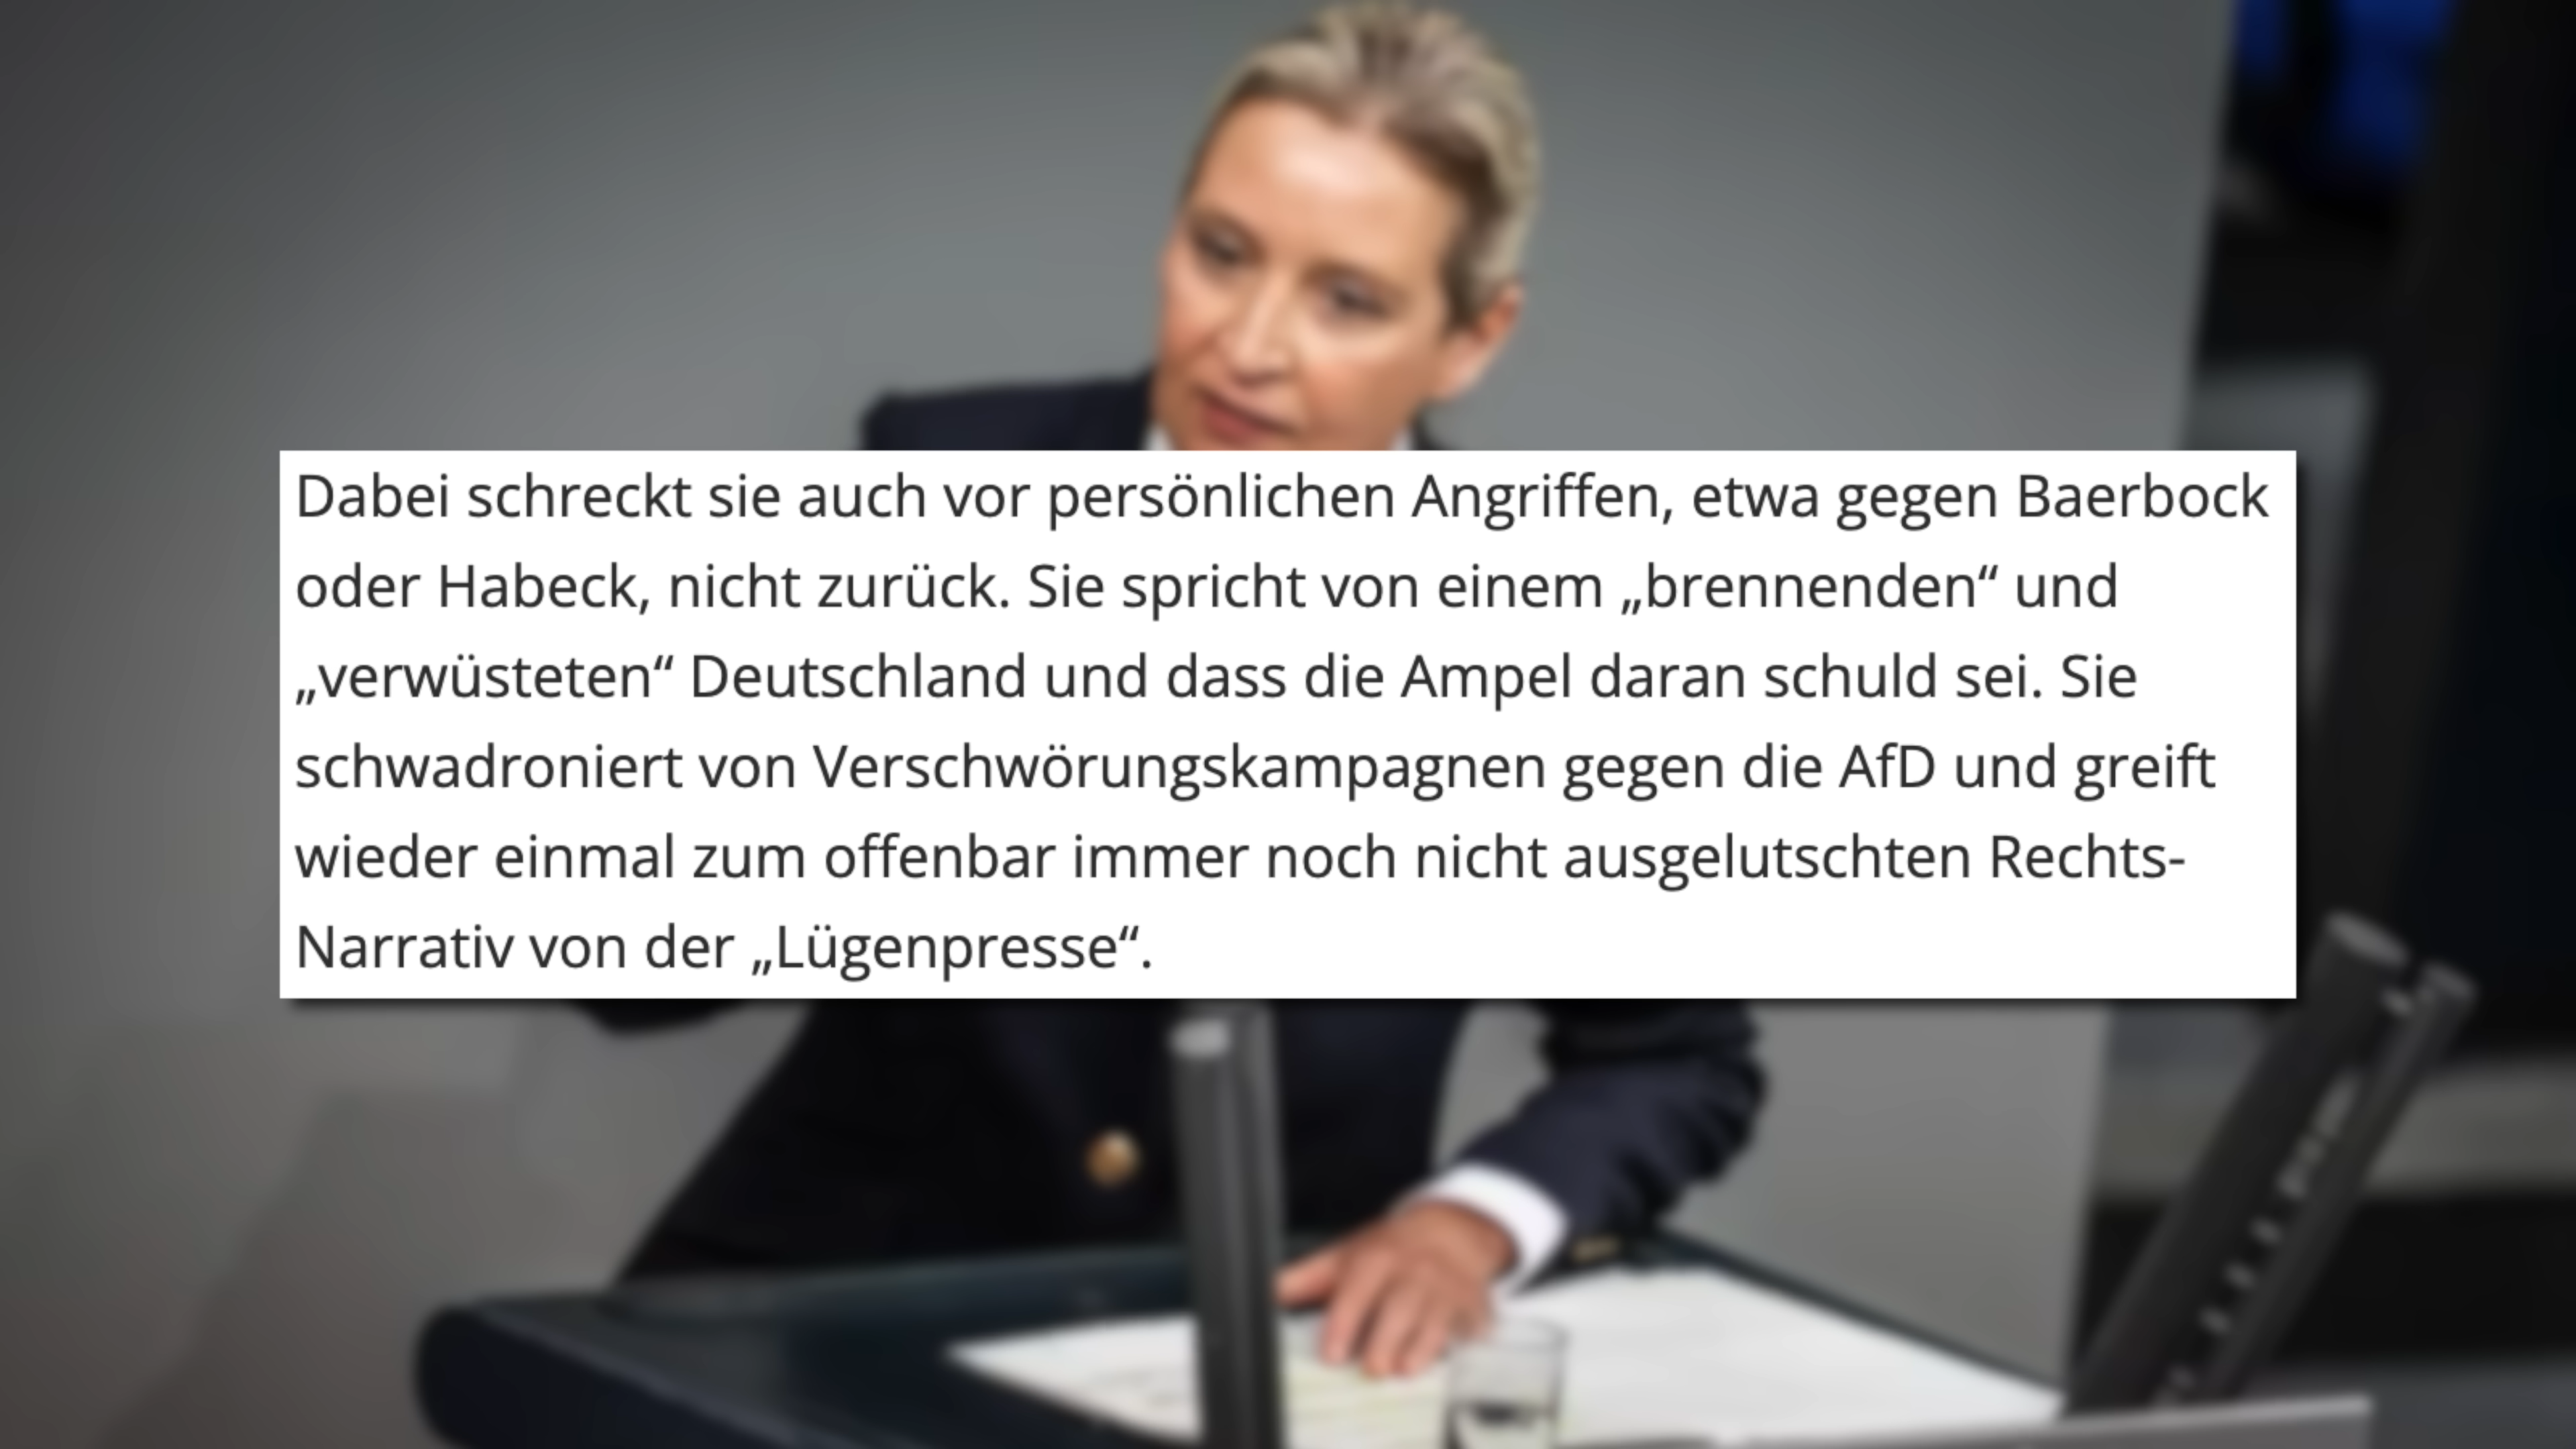 Dabei schreckt sie auch vor persönlichen Angriffen, etwa gegen Baerbock
oder Habeck, nicht zurück. Sie spricht von einem „brennenden“ und
„verwüsteten“ Deutschland und dass die Ampel daran schuld sei. Sie
schwadroniert von Verschwörungskampagnen gegen die AfD und greift
wieder einmal zum offenbar immer noch nicht ausgelutschten Rechts-
Narrativ von der „Lügenpresse“.